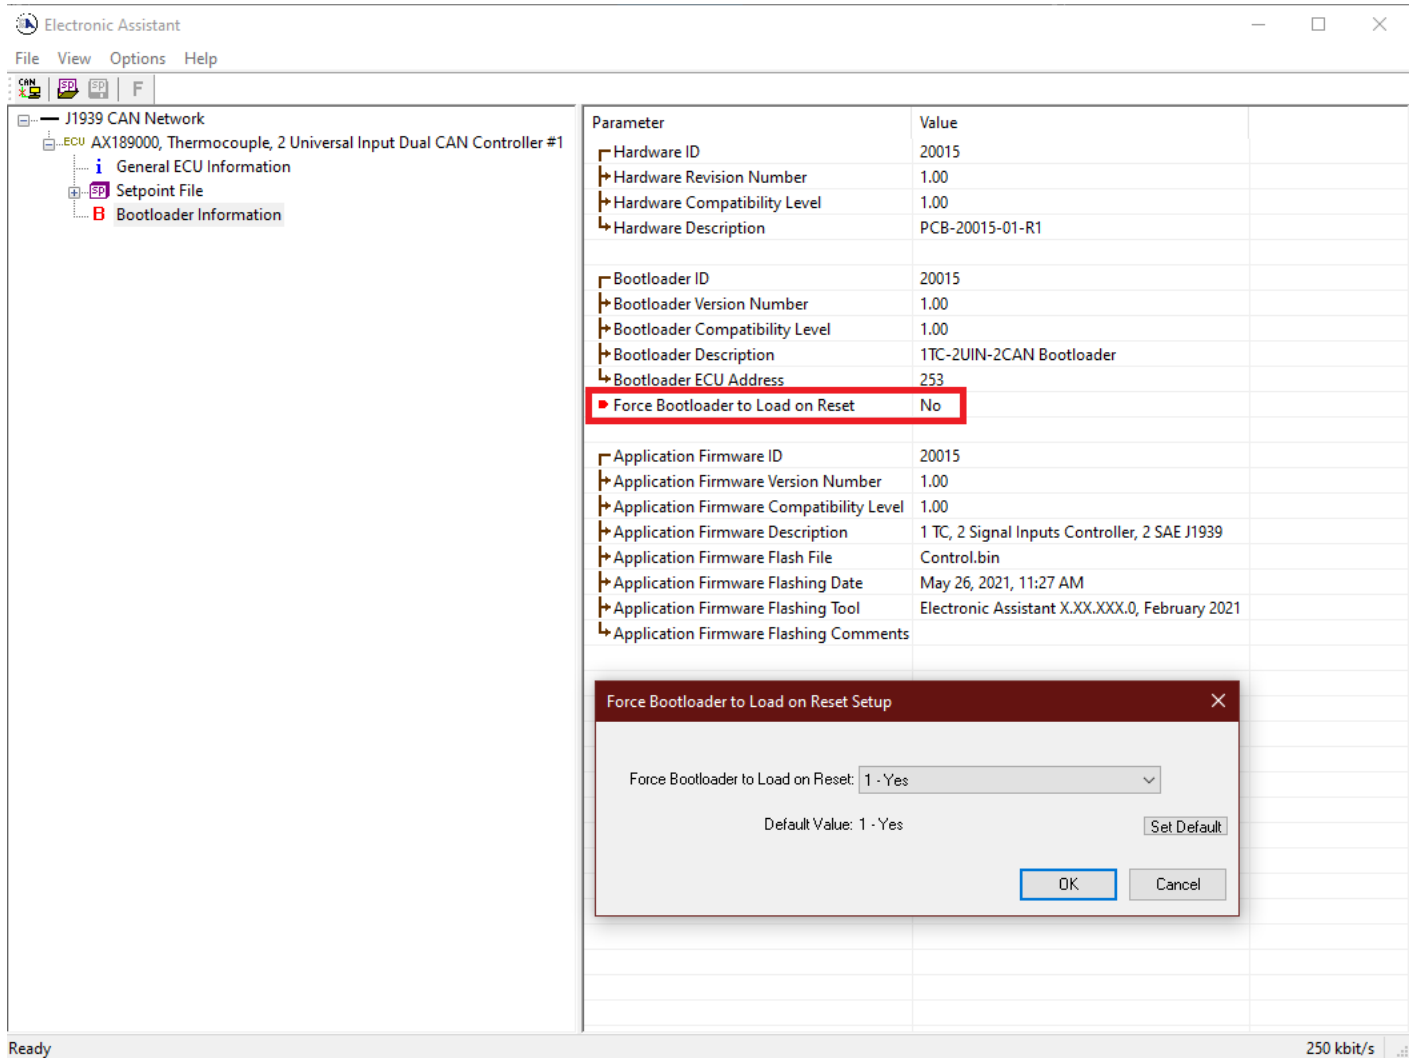 Electronic Assistant
File View Options Help
CAN SP SP F
J1939 CAN Network
ECU AX189000, Thermocouple, 2 Universal Input Dual CAN Controller #1
i General ECU Information
SP Setpoint File
B Bootloader Information
Parameter Value
Hardware ID 20015
Hardware Revision Number 1.00
Hardware Compatibility Level 1.00
Hardware Description PCB-20015-01-R1
Bootloader ID 20015
Bootloader Version Number 1.00
Bootloader Compatibility Level 1.00
Bootloader Description 1TC-2UIN-2CAN Bootloader
Bootloader ECU Address 253
Force Bootloader to Load on Reset No
Application Firmware ID 20015
Application Firmware Version Number 1.00
Application Firmware Compatibility Level 1.00
Application Firmware Description 1 TC, 2 Signal Inputs Controller, 2 SAE J1939
Application Firmware Flash File Control.bin
Application Firmware Flashing Date May 26, 2021, 11:27 AM
Application Firmware Flashing Tool Electronic Assistant X.XX.XXX.0, February 2021
Application Firmware Flashing Comments
Force Bootloader to Load on Reset Setup
Force Bootloader to Load on Reset: 1 - Yes
Default Value: 1 - Yes Set Default
OK Cancel
Ready 250 kbit/s